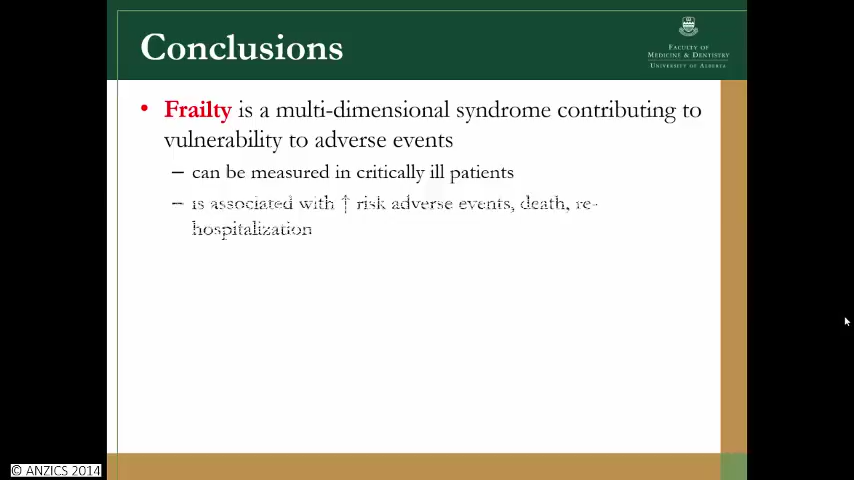 Conclusions
FACULTY OF
MEDICINE & DENTISTRY
UNIVERSITY OF ALBERTA
• Frailty is a multi-dimensional syndrome contributing to
vulnerability to adverse events
– can be measured in critically ill patients
– is associated with ↑ risk adverse events, death, re-
hospitalization
© ANZICS 2014